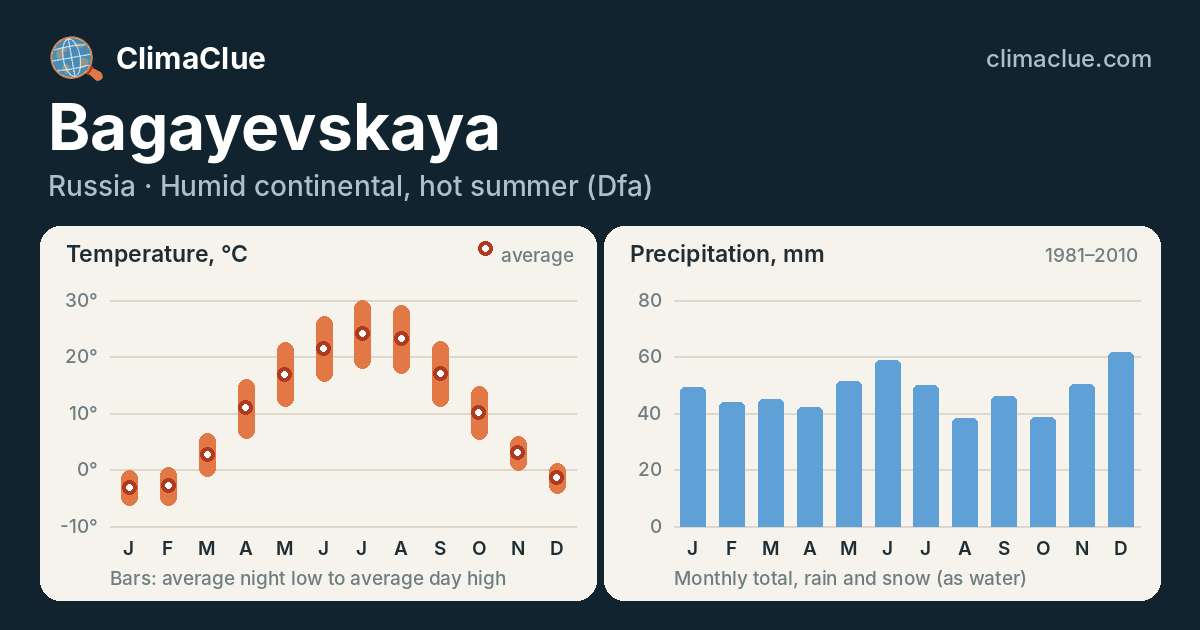 ClimaClue
climaclue.com
Bagayevskaya
Russia · Humid continental, hot summer (Dfa)
Temperature, °C
average
30°
20°
10°
0°
-10°
J F M A M J J A S O N D
Bars: average night low to average day high
Precipitation, mm
1981–2010
80
60
40
20
0
J F M A M J J A S O N D
Monthly total, rain and snow (as water)